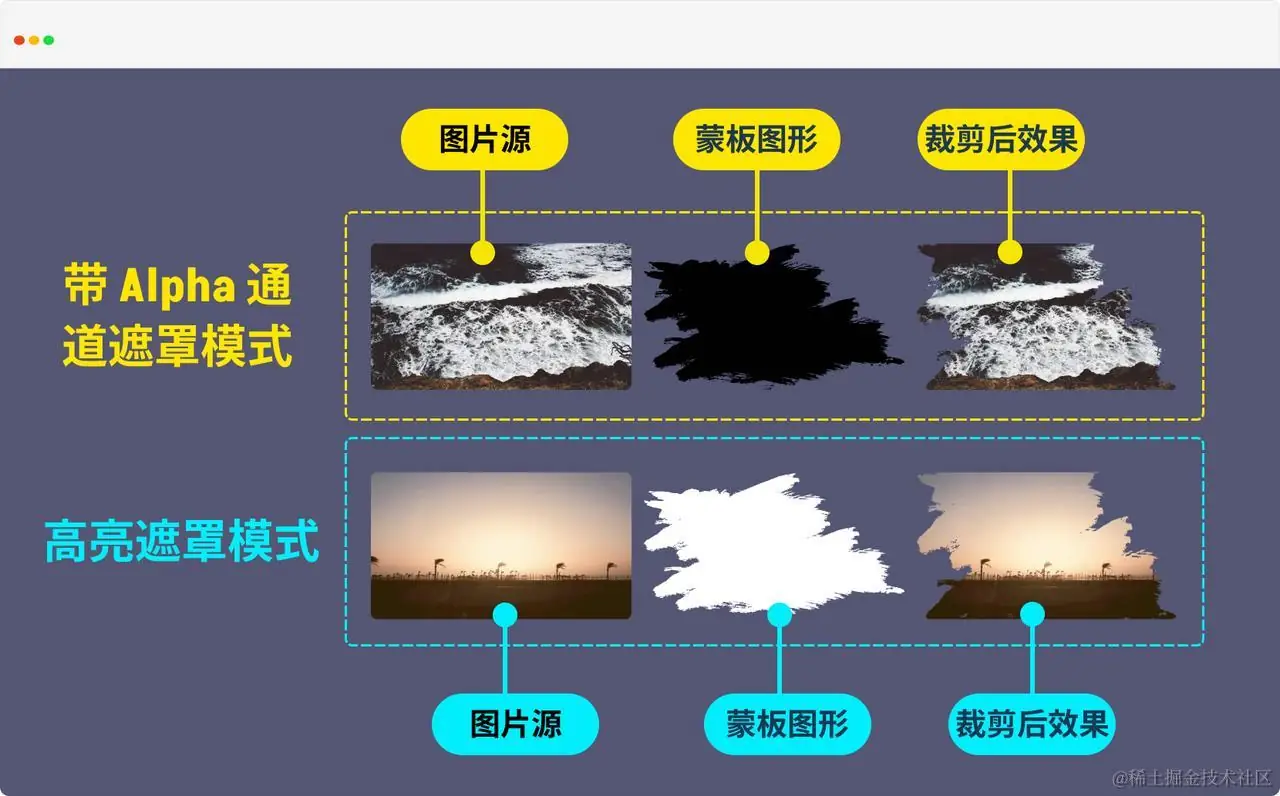 图片源
蒙板图形
裁剪后效果
带 Alpha 通
道遮罩模式
高亮遮罩模式
图片源
蒙板图形
裁剪后效果
@稀土掘金技术社区